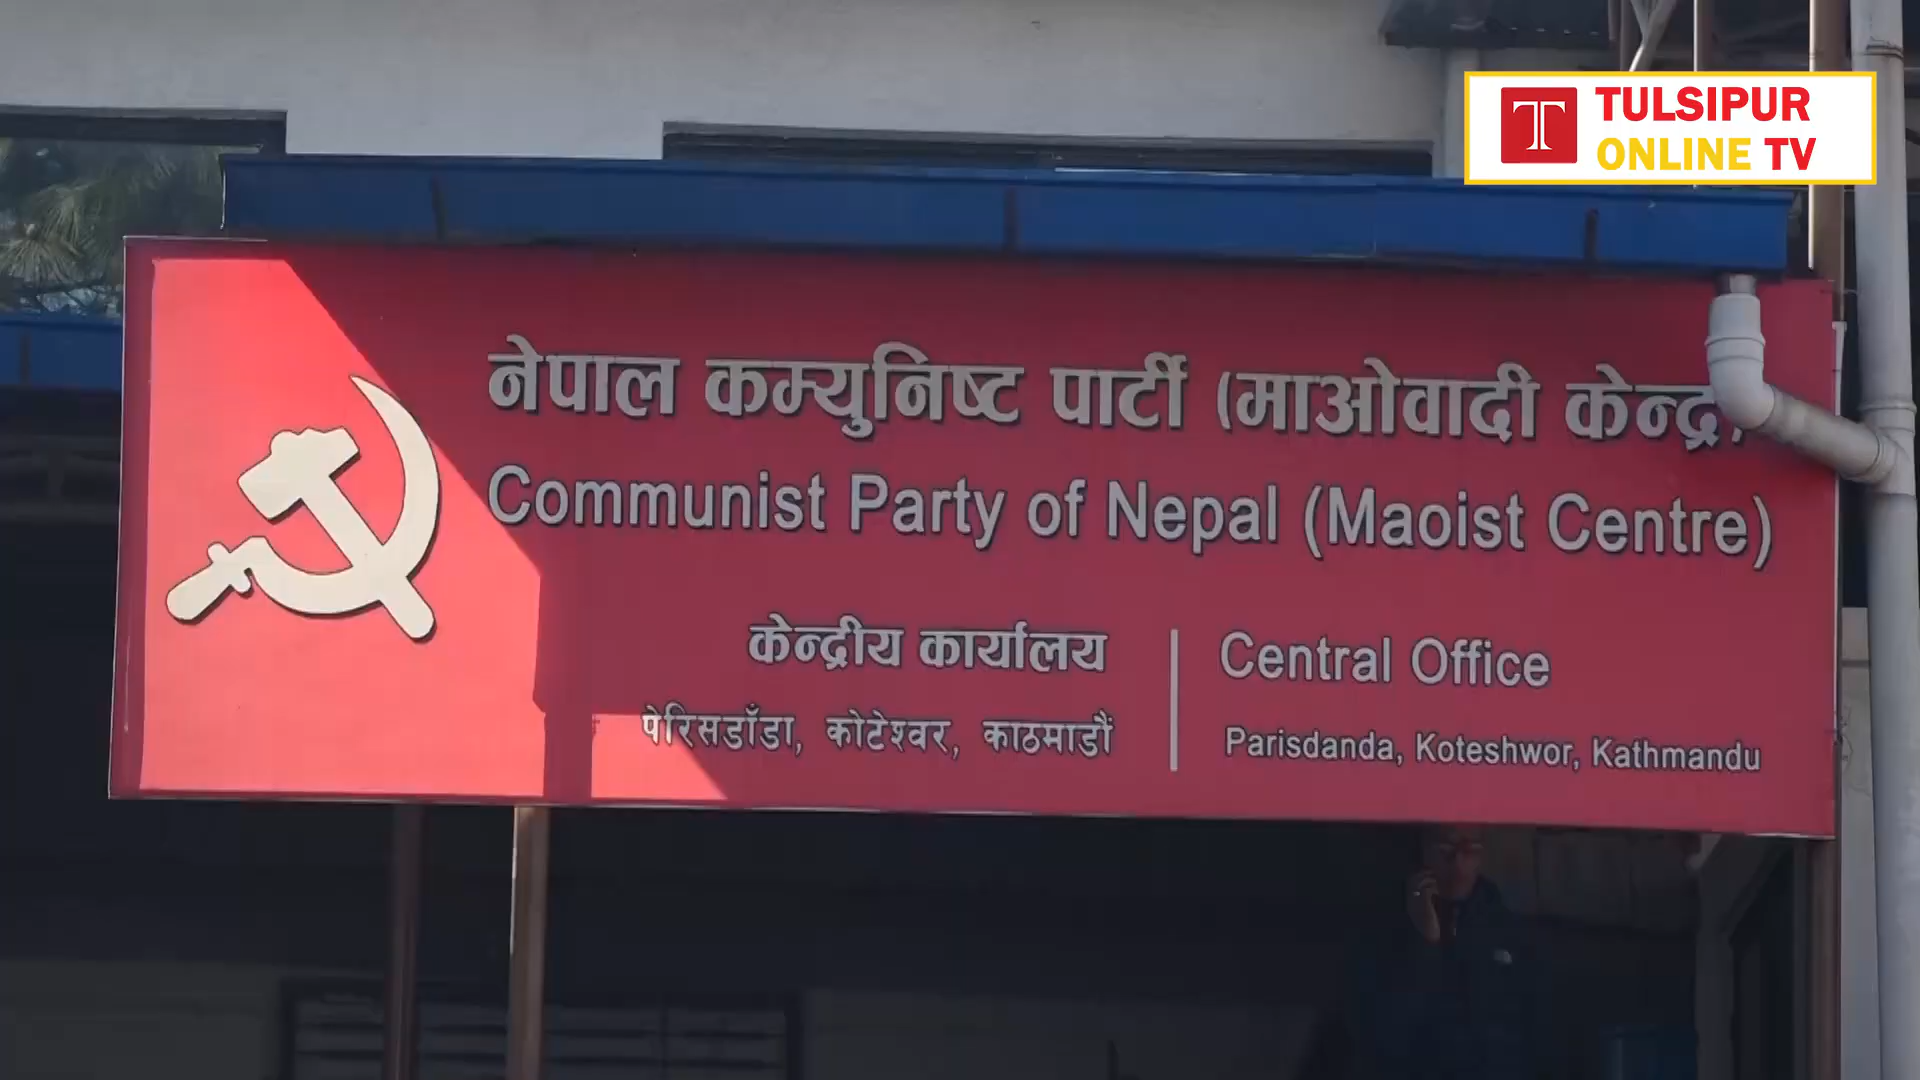 T TULSIPUR
ONLINE TV
नेपाल कम्युनिष्ट पार्टी (माओवादी केन्द्र)
Communist Party of Nepal (Maoist Centre)
केन्द्रीय कार्यालय
पेरिसडाँडा, कोटेश्वर, काठमाडौं
Central Office
Parisdanda, Koteshwor, Kathmandu